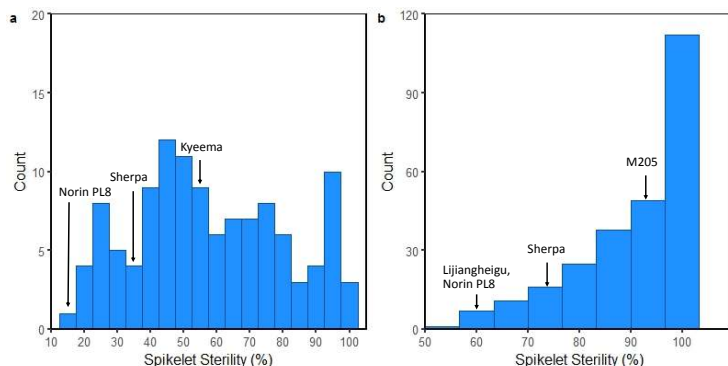 a
20
15
10
5
0
Count
Norin PL8
Sherpa
Kyeema
10 20 30 40 50 60 70 80 90 100
Spikelet Sterility (%)
b
120
90
60
30
0
Count
Lijiangheigu,
Norin PL8
Sherpa
M205
50 60 70 80 90 100
Spikelet Sterility (%)